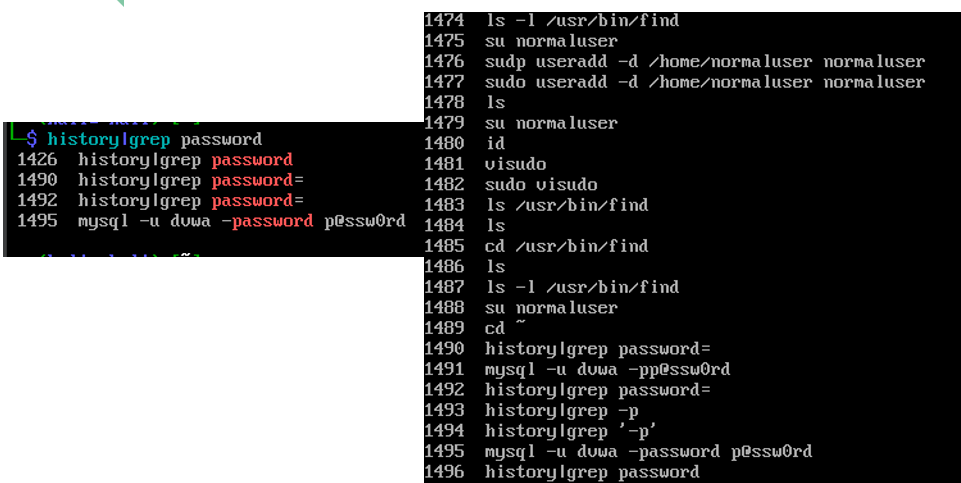 $ history|grep password
1426 history|grep password
1490 history|grep password=
1492 history|grep password=
1495 mysql -u dvwa -password p@ssw0rd
1474 ls -l /usr/bin/find
1475 su normaluser
1476 sudp useradd -d /home/normaluser normaluser
1477 sudo useradd -d /home/normaluser normaluser
1478 ls
1479 su normaluser
1480 id
1481 visudo
1482 sudo visudo
1483 ls /usr/bin/find
1484 ls
1485 cd /usr/bin/find
1486 ls
1487 ls -l /usr/bin/find
1488 su normaluser
1489 cd ~
1490 history|grep password=
1491 mysql -u dvwa -pp@ssw0rd
1492 history|grep password=
1493 history|grep -p
1494 history|grep '-p'
1495 mysql -u dvwa -password p@ssw0rd
1496 history|grep password